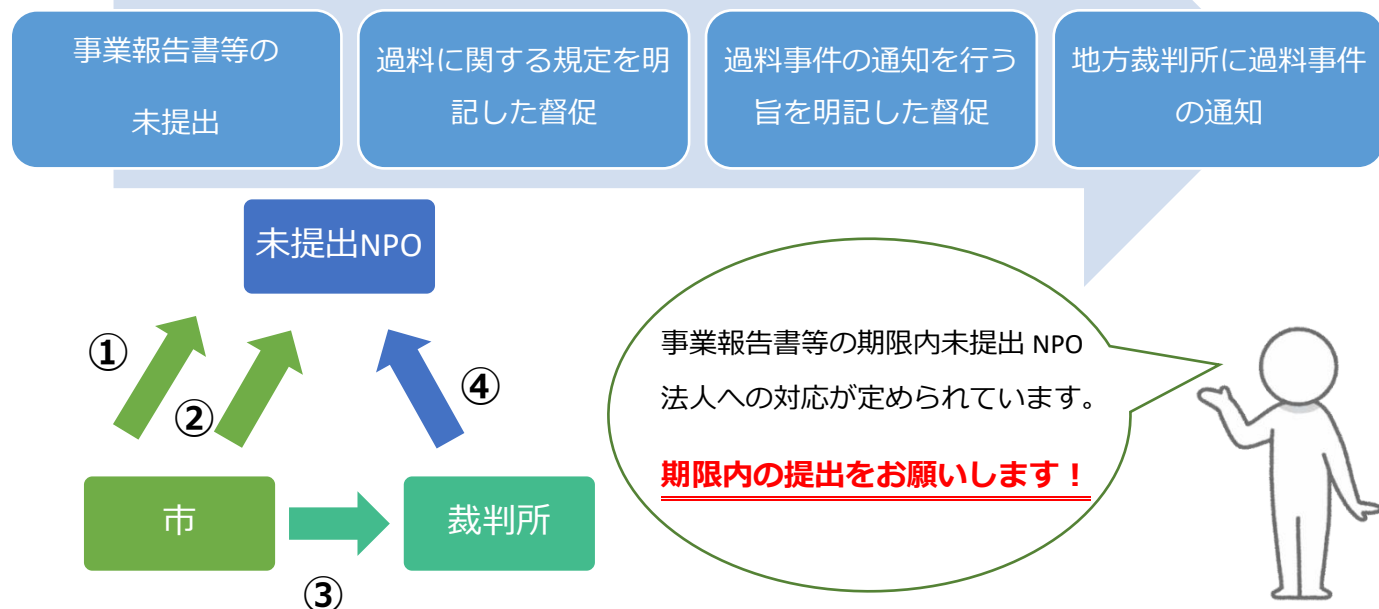 事業報告書等の
未提出
過料に関する規定を明
記した督促
過料事件の通知を行う
旨を明記した督促
地方裁判所に過料事件
の通知
未提出NPO
①
②
④
市
裁判所
③
事業報告書等の期限内未提出 NPO
法人への対応が定められています。
期限内の提出をお願いします！